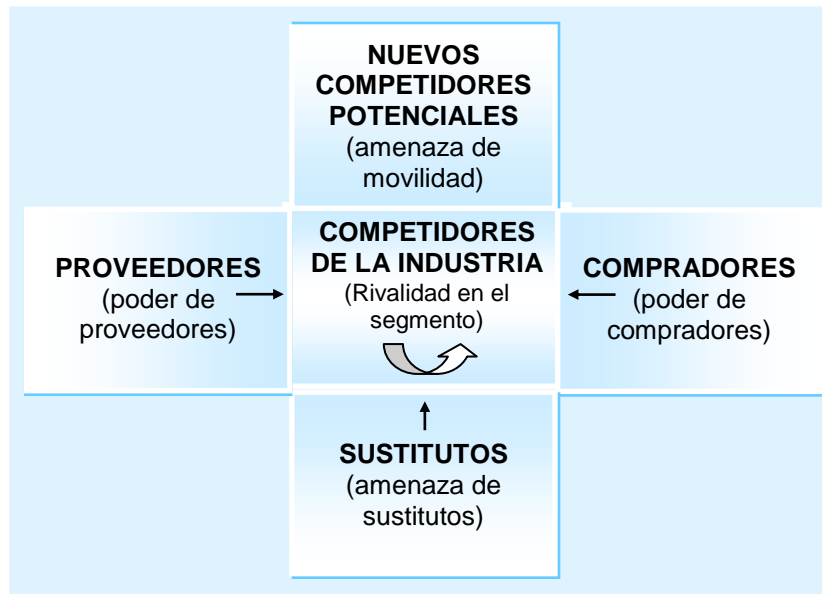 NUEVOS
COMPETIDORES
POTENCIALES
(amenaza de
movilidad)
PROVEEDORES
(poder de
proveedores)
COMPETIDORES
DE LA INDUSTRIA
(Rivalidad en el
segmento)
COMPRADORES
(poder de
compradores)
SUSTITUTOS
(amenaza de
sustitutos)